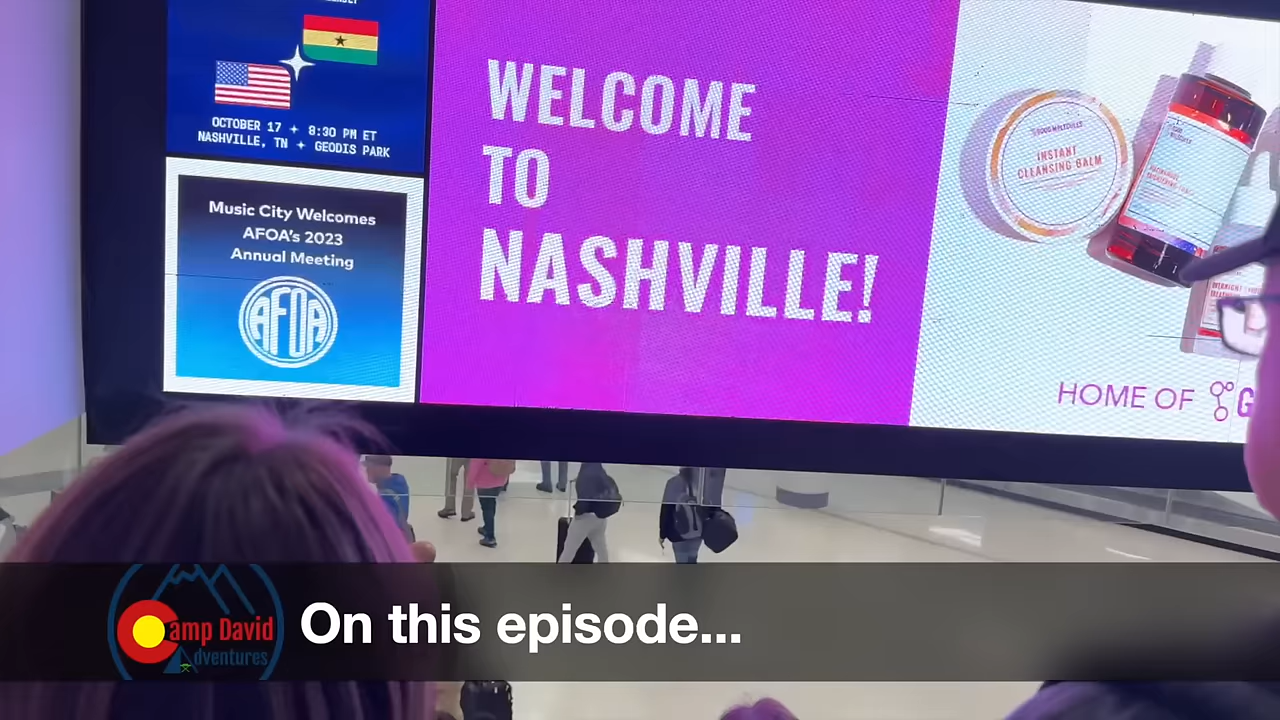 OCTOBER 17 + 8:30 PM ET
NASHVILLE, TN + GEODIS PARK
Music City Welcomes
AFOA's 2023
Annual Meeting
AFOA
WELCOME
TO
NASHVILLE!
INSTANT
CLEANSING BALM
HOME OF
Camp David
Adventures
On this episode...